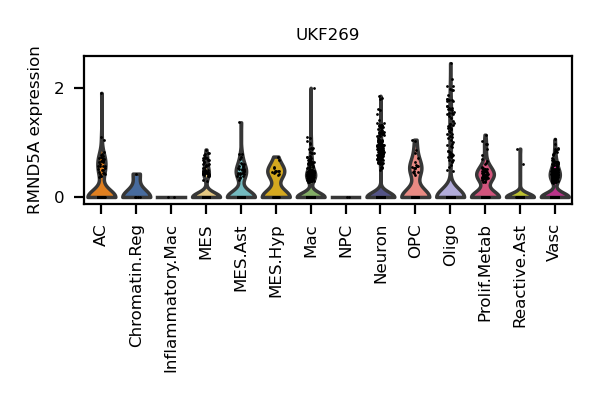 UKF269
RMND5A expression
2
0
AC
Chromatin.Reg
Inflammatory.Mac
MES
MES.Ast
MES.Hyp
Mac
NPC
Neuron
OPC
Oligo
Prolif.Metab
Reactive.Ast
Vasc